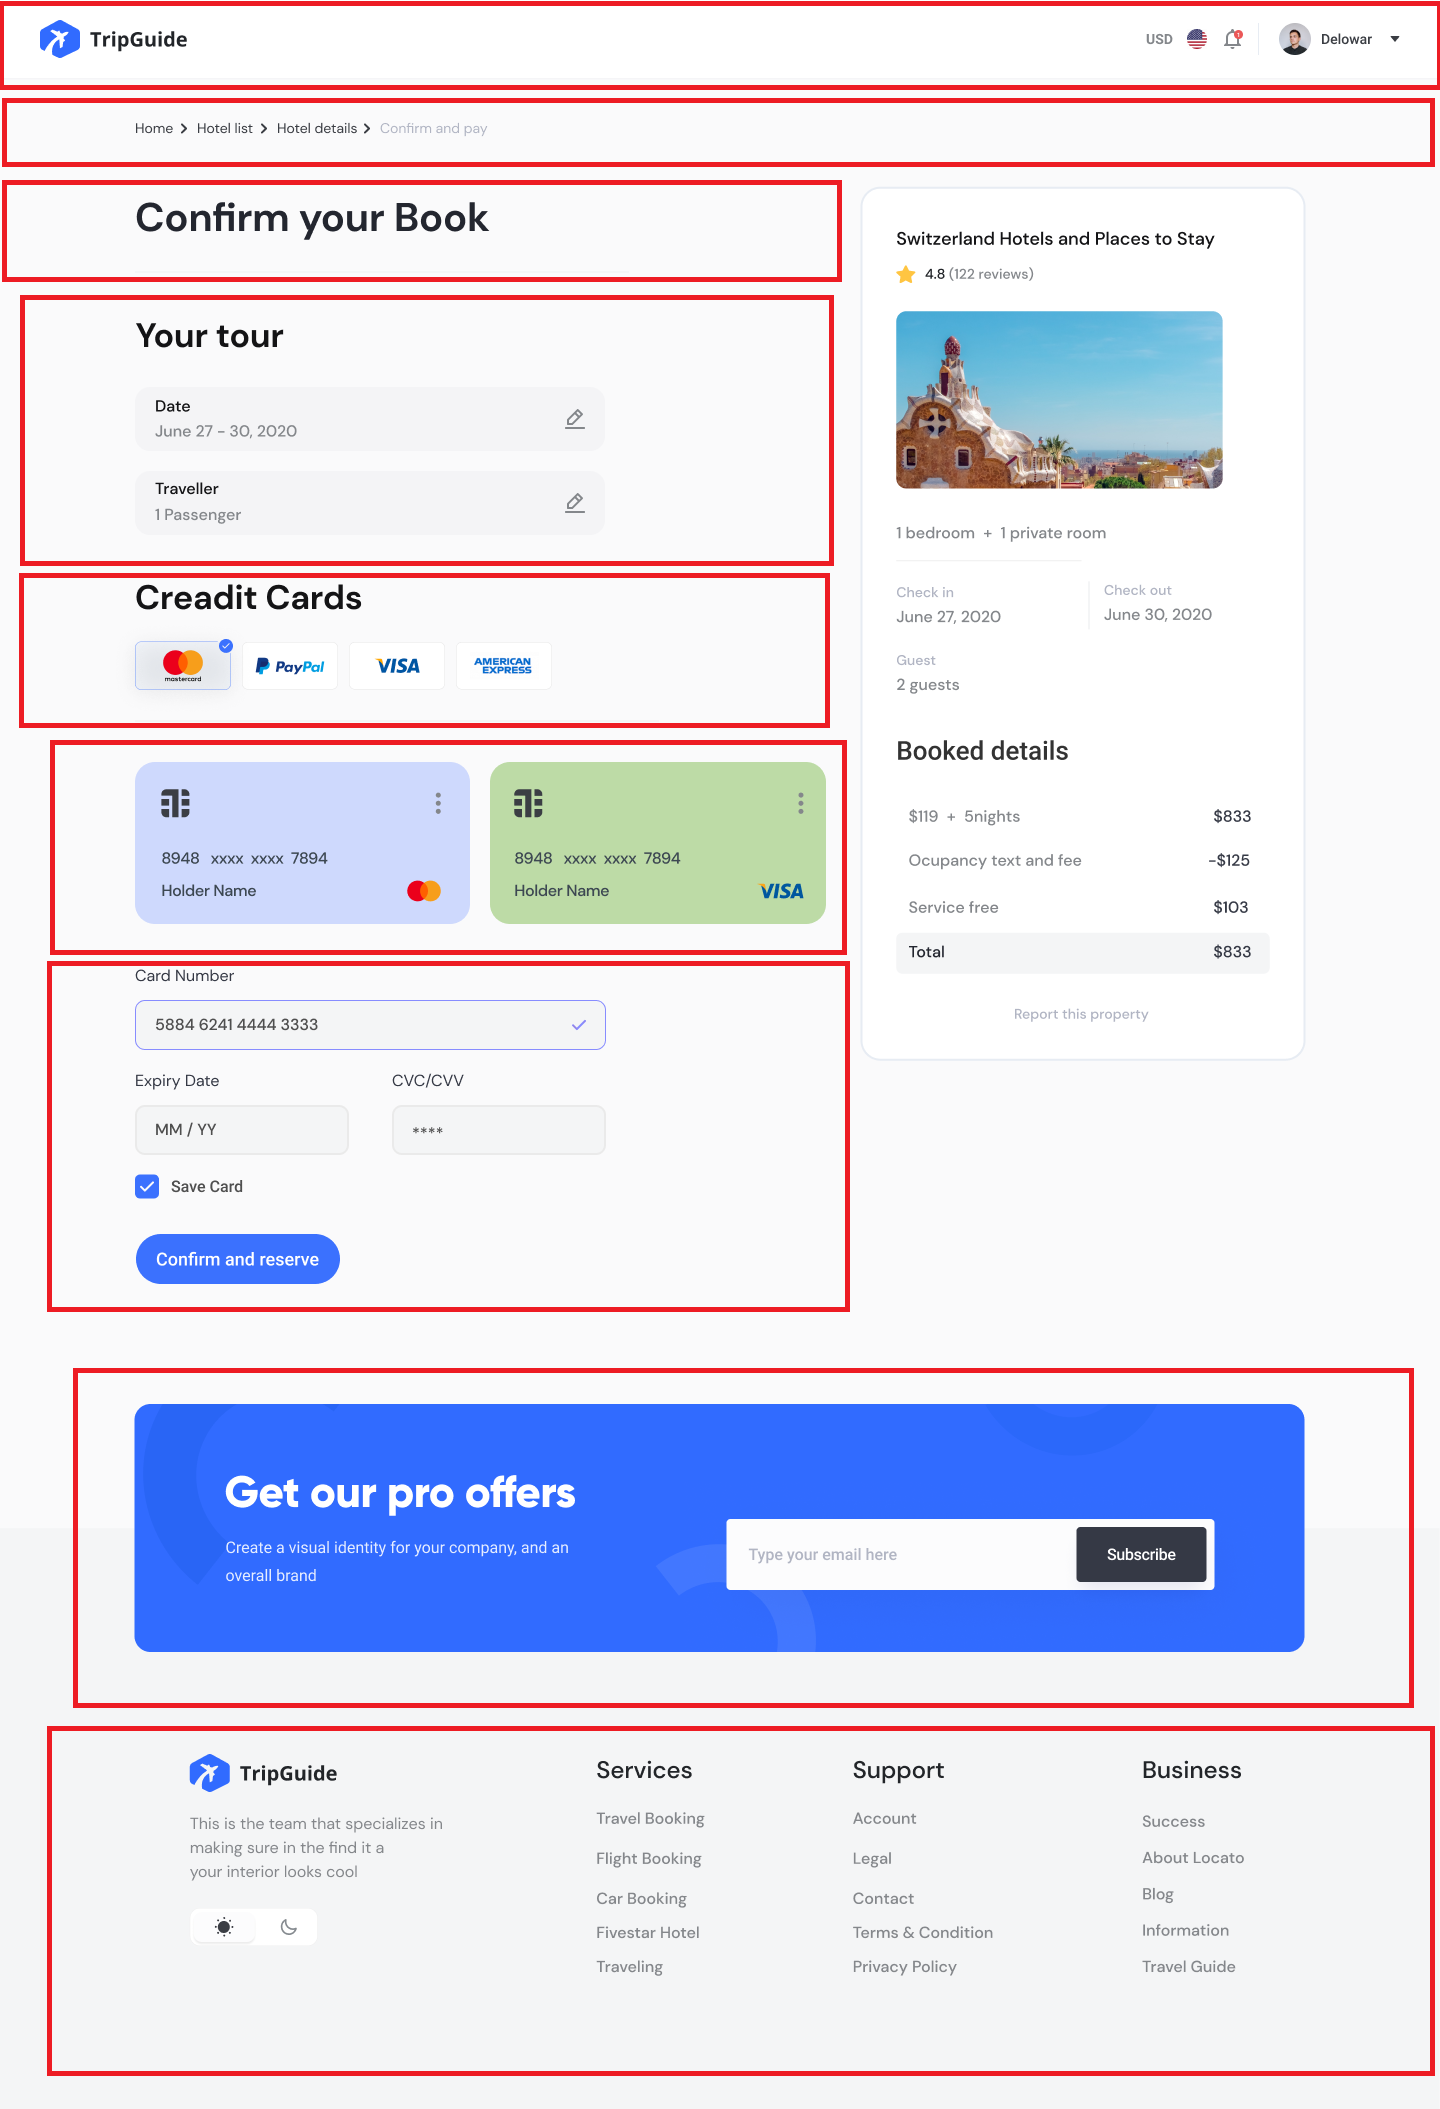 TripGuide
USD
1
Delowar
Home > Hotel list > Hotel details > Confirm and pay
Confirm your Book
Your tour
Date
June 27 - 30, 2020
Traveller
1 Passenger
Creadit Cards
mastercard
PayPal
VISA
AMERICAN
EXPRESS
8948 xxxx xxxx 7894
Holder Name
8948 xxxx xxxx 7894
Holder Name
VISA
Card Number
5884 6241 4444 3333
Expiry Date
CVC/CVV
MM / YY
****
Save Card
Confirm and reserve
Switzerland Hotels and Places to Stay
4.8 (122 reviews)
1 bedroom + 1 private room
Check in
June 27, 2020
Check out
June 30, 2020
Guest
2 guests
Booked details
$119 + 5nights $833
Ocupancy text and fee -$125
Service free $103
Total $833
Report this property
Get our pro offers
Create a visual identity for your company, and an
overall brand
Type your email here
Subscribe
TripGuide
This is the team that specializes in
making sure in the find it a
your interior looks cool
Services
Travel Booking
Flight Booking
Car Booking
Fivestar Hotel
Traveling
Support
Account
Legal
Contact
Terms & Condition
Privacy Policy
Business
Success
About Locato
Blog
Information
Travel Guide